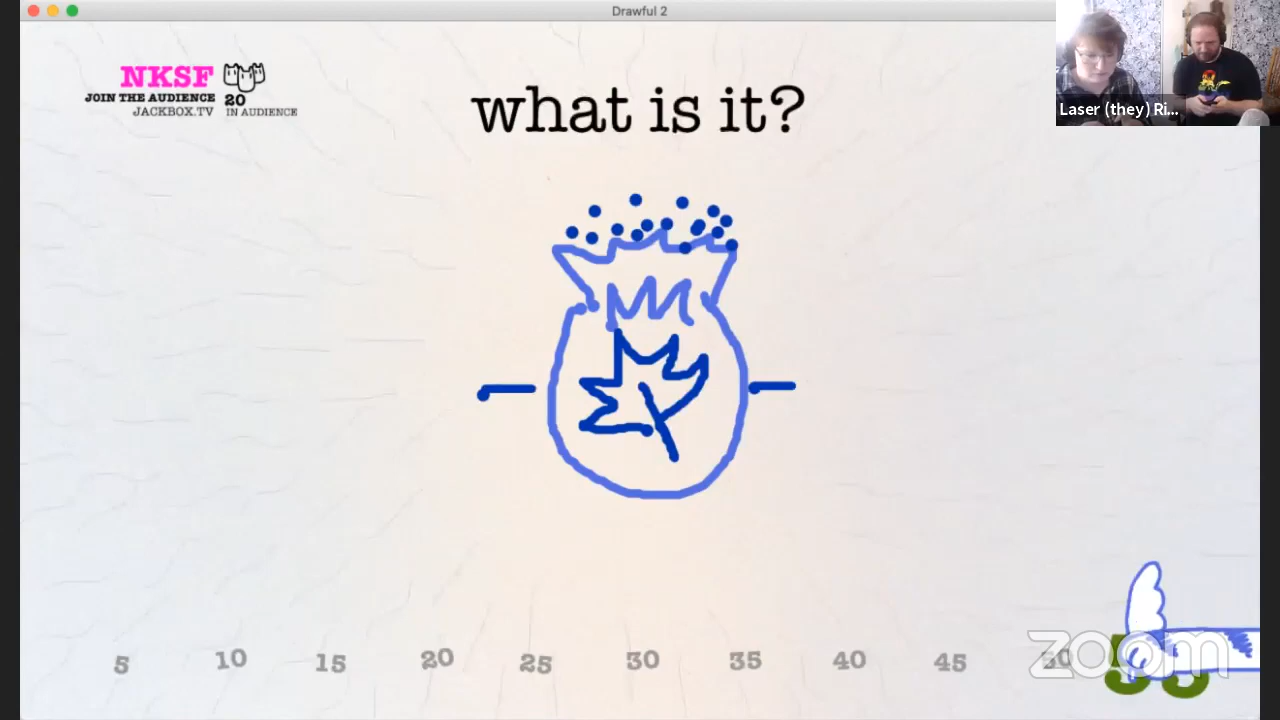 Drawful 2
NKSF
JOIN THE AUDIENCE
JACKBOX.TV
20
IN AUDIENCE
what is it?
Laser (they) Ri...
5 10 15 20 25 30 35 40 45 50
zoom